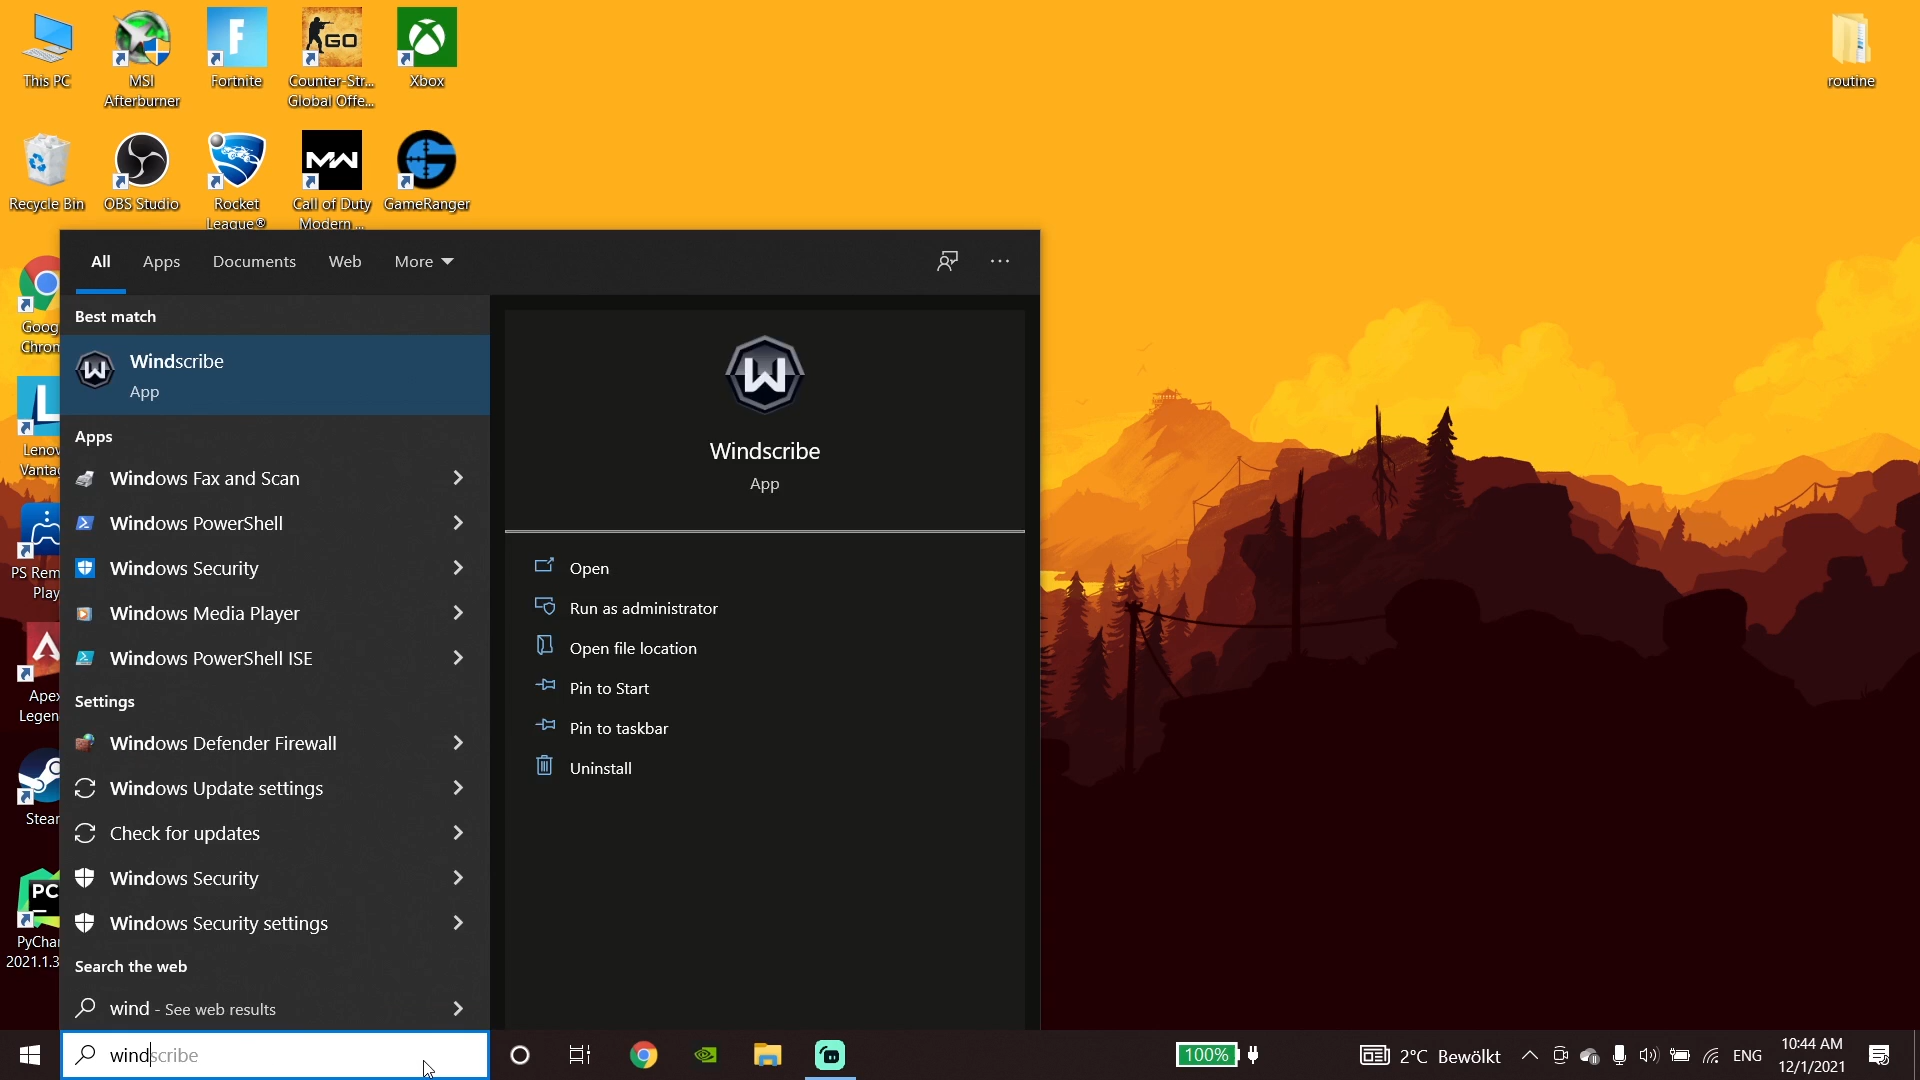 This PC
MSI
Afterburner
Fortnite
Counter-Str...
Global Offe...
Xbox
routine
Recycle Bin
OBS Studio
Rocket
League®
Call of Duty
Modern ...
GameRanger
GO
MW
All
Apps
Documents
Web
More
Goog
Chron
Best match
Windscribe
App
Windscribe
App
Lenov
Vantag
Apps
Windows Fax and Scan
Windows PowerShell
Windows Security
Windows Media Player
Windows PowerShell ISE
PS Rem
Play
Open
Run as administrator
Open file location
Pin to Start
Pin to taskbar
Uninstall
Apex
Legen
Settings
Windows Defender Firewall
Windows Update settings
Check for updates
Windows Security
Windows Security settings
Stear
PC
PyChar
2021.1.3
Search the web
wind - See web results
windscribe
100%
2°C Bewölkt
ENG
10:44 AM
12/1/2021